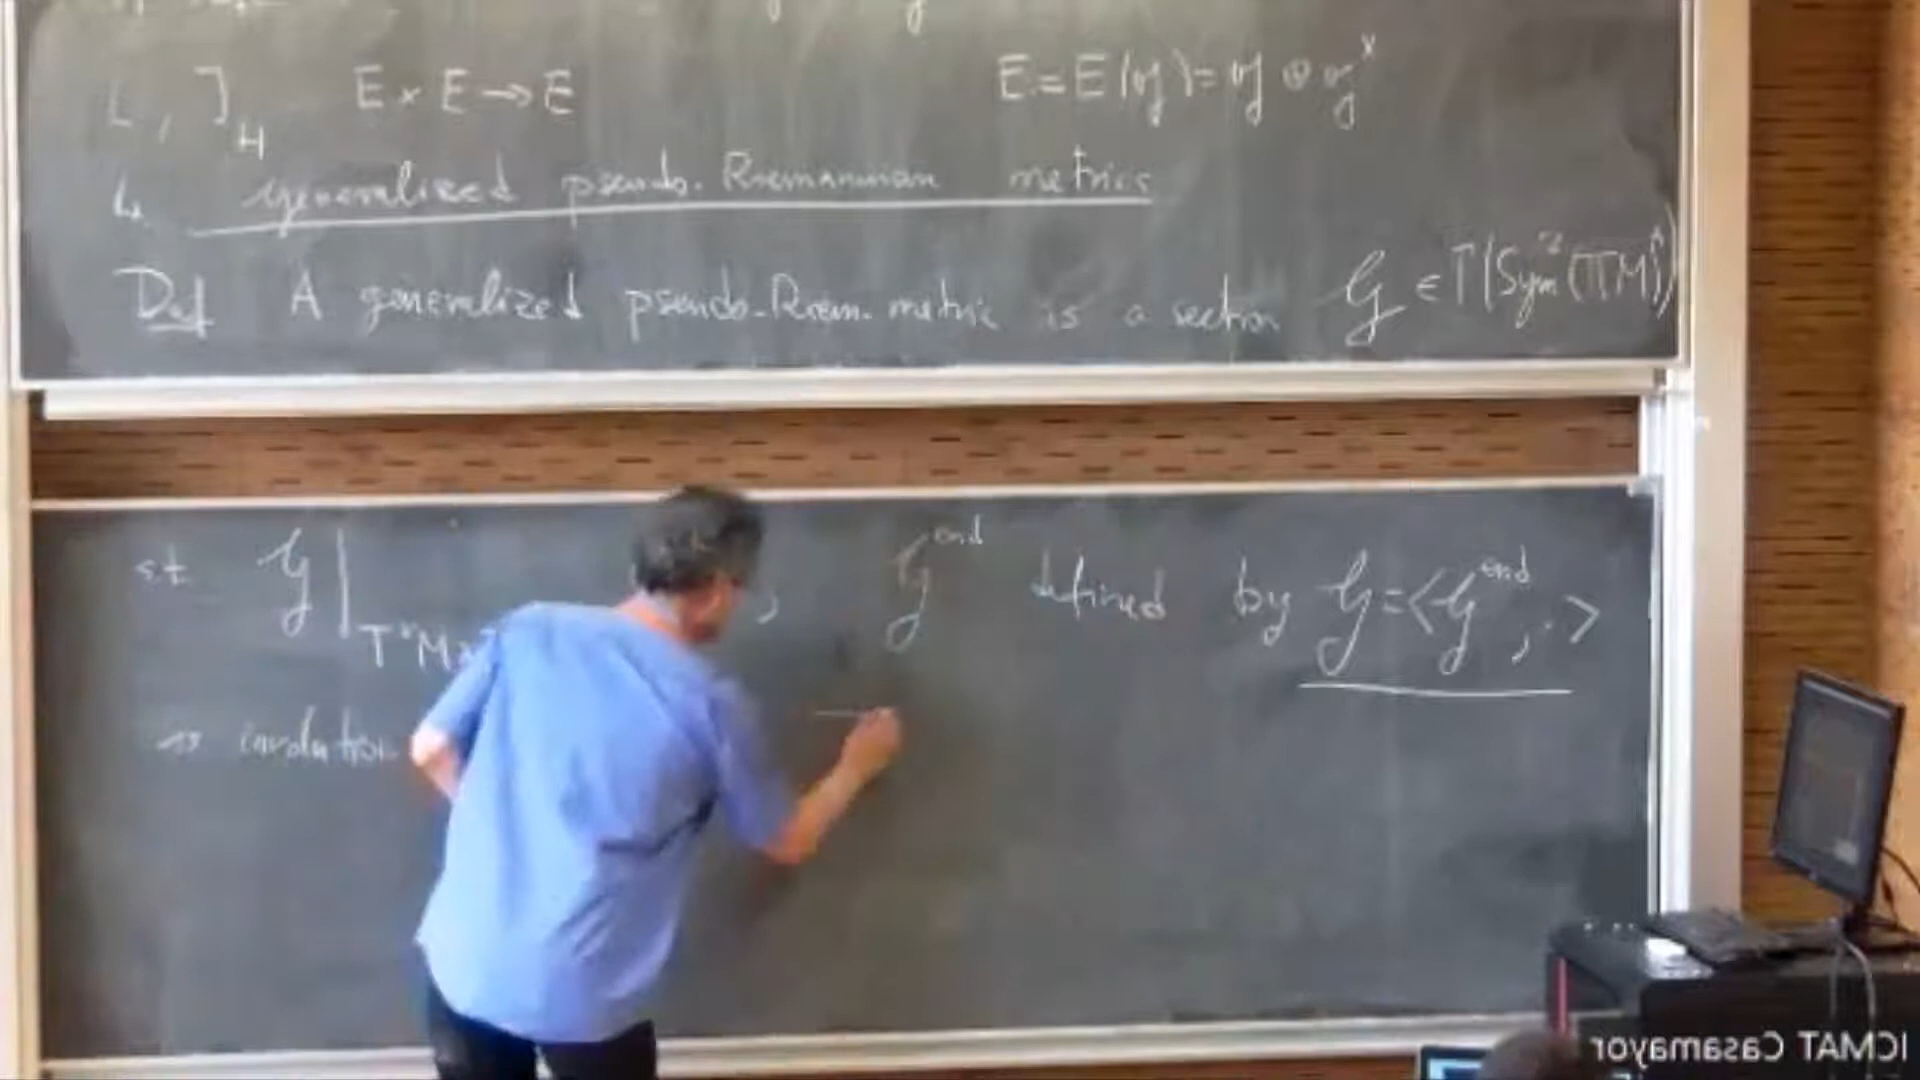 [ , ]_H E × E → E E = E(𝔤) = 𝔤 ⊕ 𝔤*
generalized pseudo-Riemannian metrics
Def A generalized pseudo-Riem. metric is a section 𝒢 ∈ Γ(Sym²(𝕋M)*)
s.t. 𝒢|_{T*M×, 𝒢^end defined by 𝒢 = <𝒢^end ·, ·>
is involution
ICMAT Casamayor